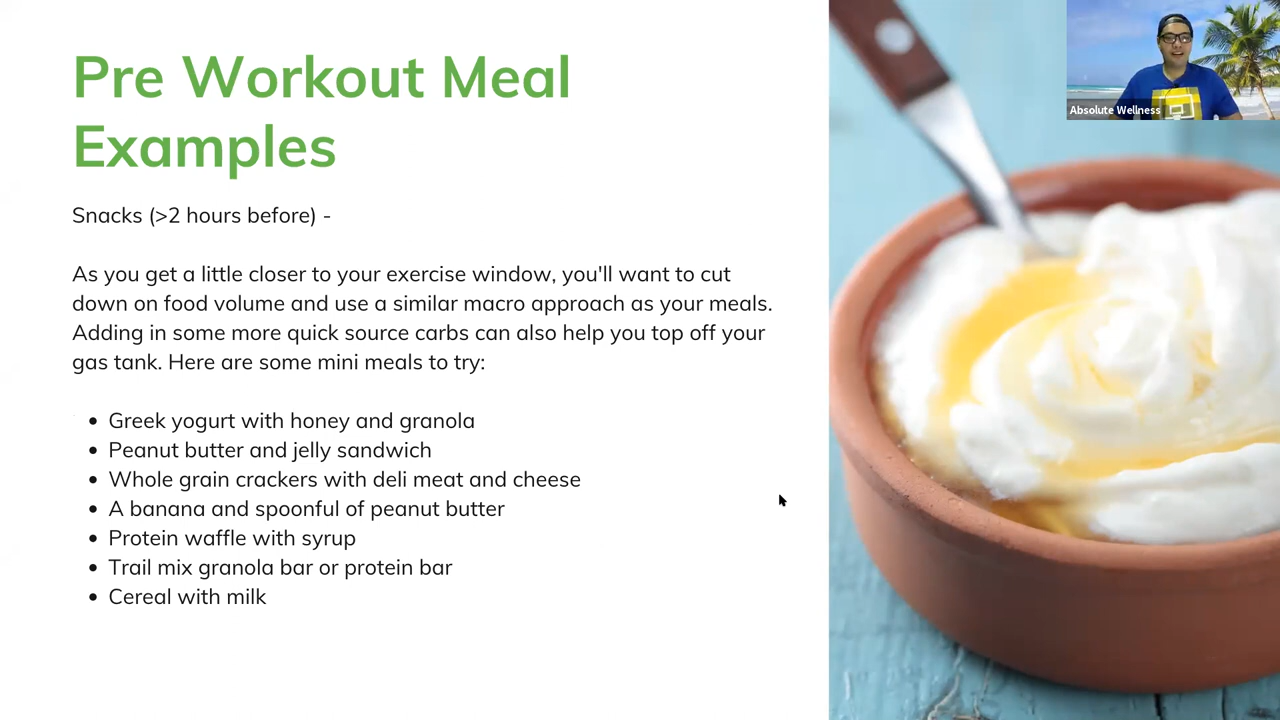 Pre Workout Meal
Examples
Absolute Wellness
Snacks (>2 hours before) -
As you get a little closer to your exercise window, you'll want to cut
down on food volume and use a similar macro approach as your meals.
Adding in some more quick source carbs can also help you top off your
gas tank. Here are some mini meals to try:
• Greek yogurt with honey and granola
• Peanut butter and jelly sandwich
• Whole grain crackers with deli meat and cheese
• A banana and spoonful of peanut butter
• Protein waffle with syrup
• Trail mix granola bar or protein bar
• Cereal with milk